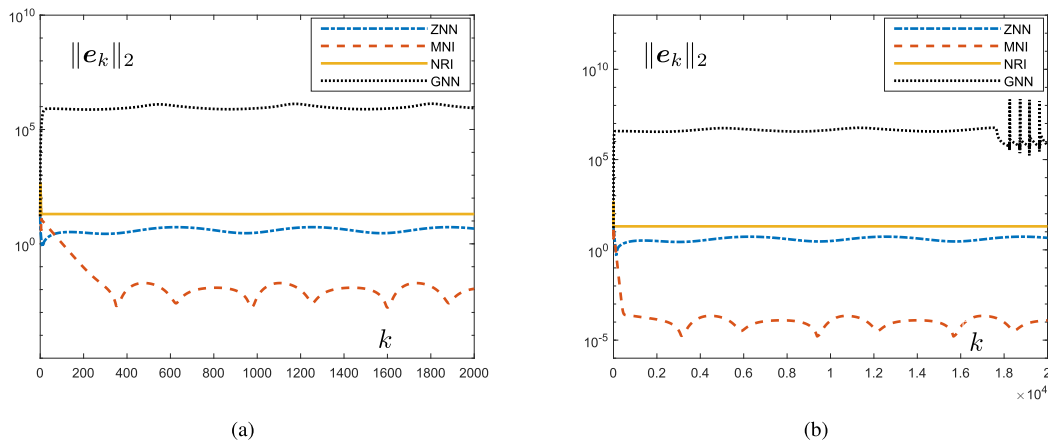 10^10
10^5
10^0
‖e_k‖_2
ZNN
MNI
NRI
GNN
k
0 200 400 600 800 1000 1200 1400 1600 1800 2000
(a)
10^10
10^5
10^0
10^-5
‖e_k‖_2
ZNN
MNI
NRI
GNN
k
0 0.2 0.4 0.6 0.8 1 1.2 1.4 1.6 1.8 2
× 10^4
(b)